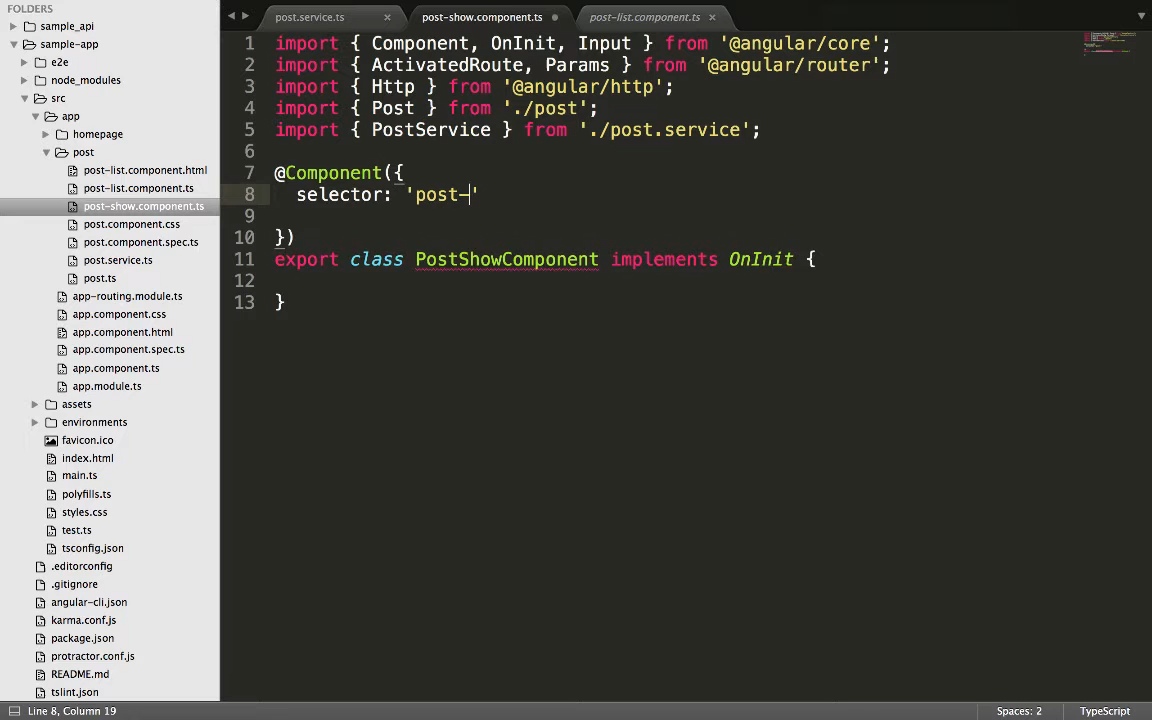 FOLDERS
sample_api
sample-app
e2e
node_modules
src
app
homepage
post
post-list.component.html
post-list.component.ts
post-show.component.ts
post.component.css
post.component.spec.ts
post.service.ts
post.ts
app-routing.module.ts
app.component.css
app.component.html
app.component.spec.ts
app.component.ts
app.module.ts
assets
environments
favicon.ico
index.html
main.ts
polyfills.ts
styles.css
test.ts
tsconfig.json
.editorconfig
.gitignore
angular-cli.json
karma.conf.js
package.json
protractor.conf.js
README.md
tslint.json
post.service.ts × post-show.component.ts post-list.component.ts ×
1 import { Component, OnInit, Input } from '@angular/core';
2 import { ActivatedRoute, Params } from '@angular/router';
3 import { Http } from '@angular/http';
4 import { Post } from './post';
5 import { PostService } from './post.service';
6
7 @Component({
8 selector: 'post-'
9
10 })
11 export class PostShowComponent implements OnInit {
12
13 }
Line 8, Column 19 Spaces: 2 TypeScript